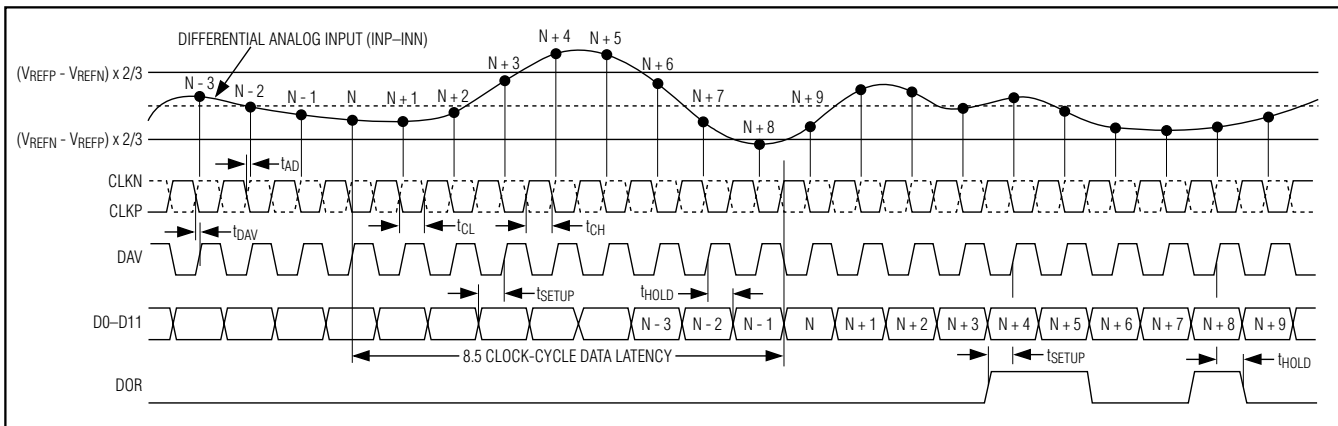 DIFFERENTIAL ANALOG INPUT (INP–INN)
(VREFP - VREFN) x 2/3
(VREFN - VREFP) x 2/3
N - 3
N - 2
N - 1
N
N + 1
N + 2
N + 3
N + 4
N + 5
N + 6
N + 7
N + 8
N + 9
tAD
CLKN
CLKP
tDAV
tCL
tCH
DAV
tSETUP
tHOLD
D0–D11
N - 3
N - 2
N - 1
N
N + 1
N + 2
N + 3
N + 4
N + 5
N + 6
N + 7
N + 8
N + 9
8.5 CLOCK-CYCLE DATA LATENCY
tSETUP
tHOLD
DOR